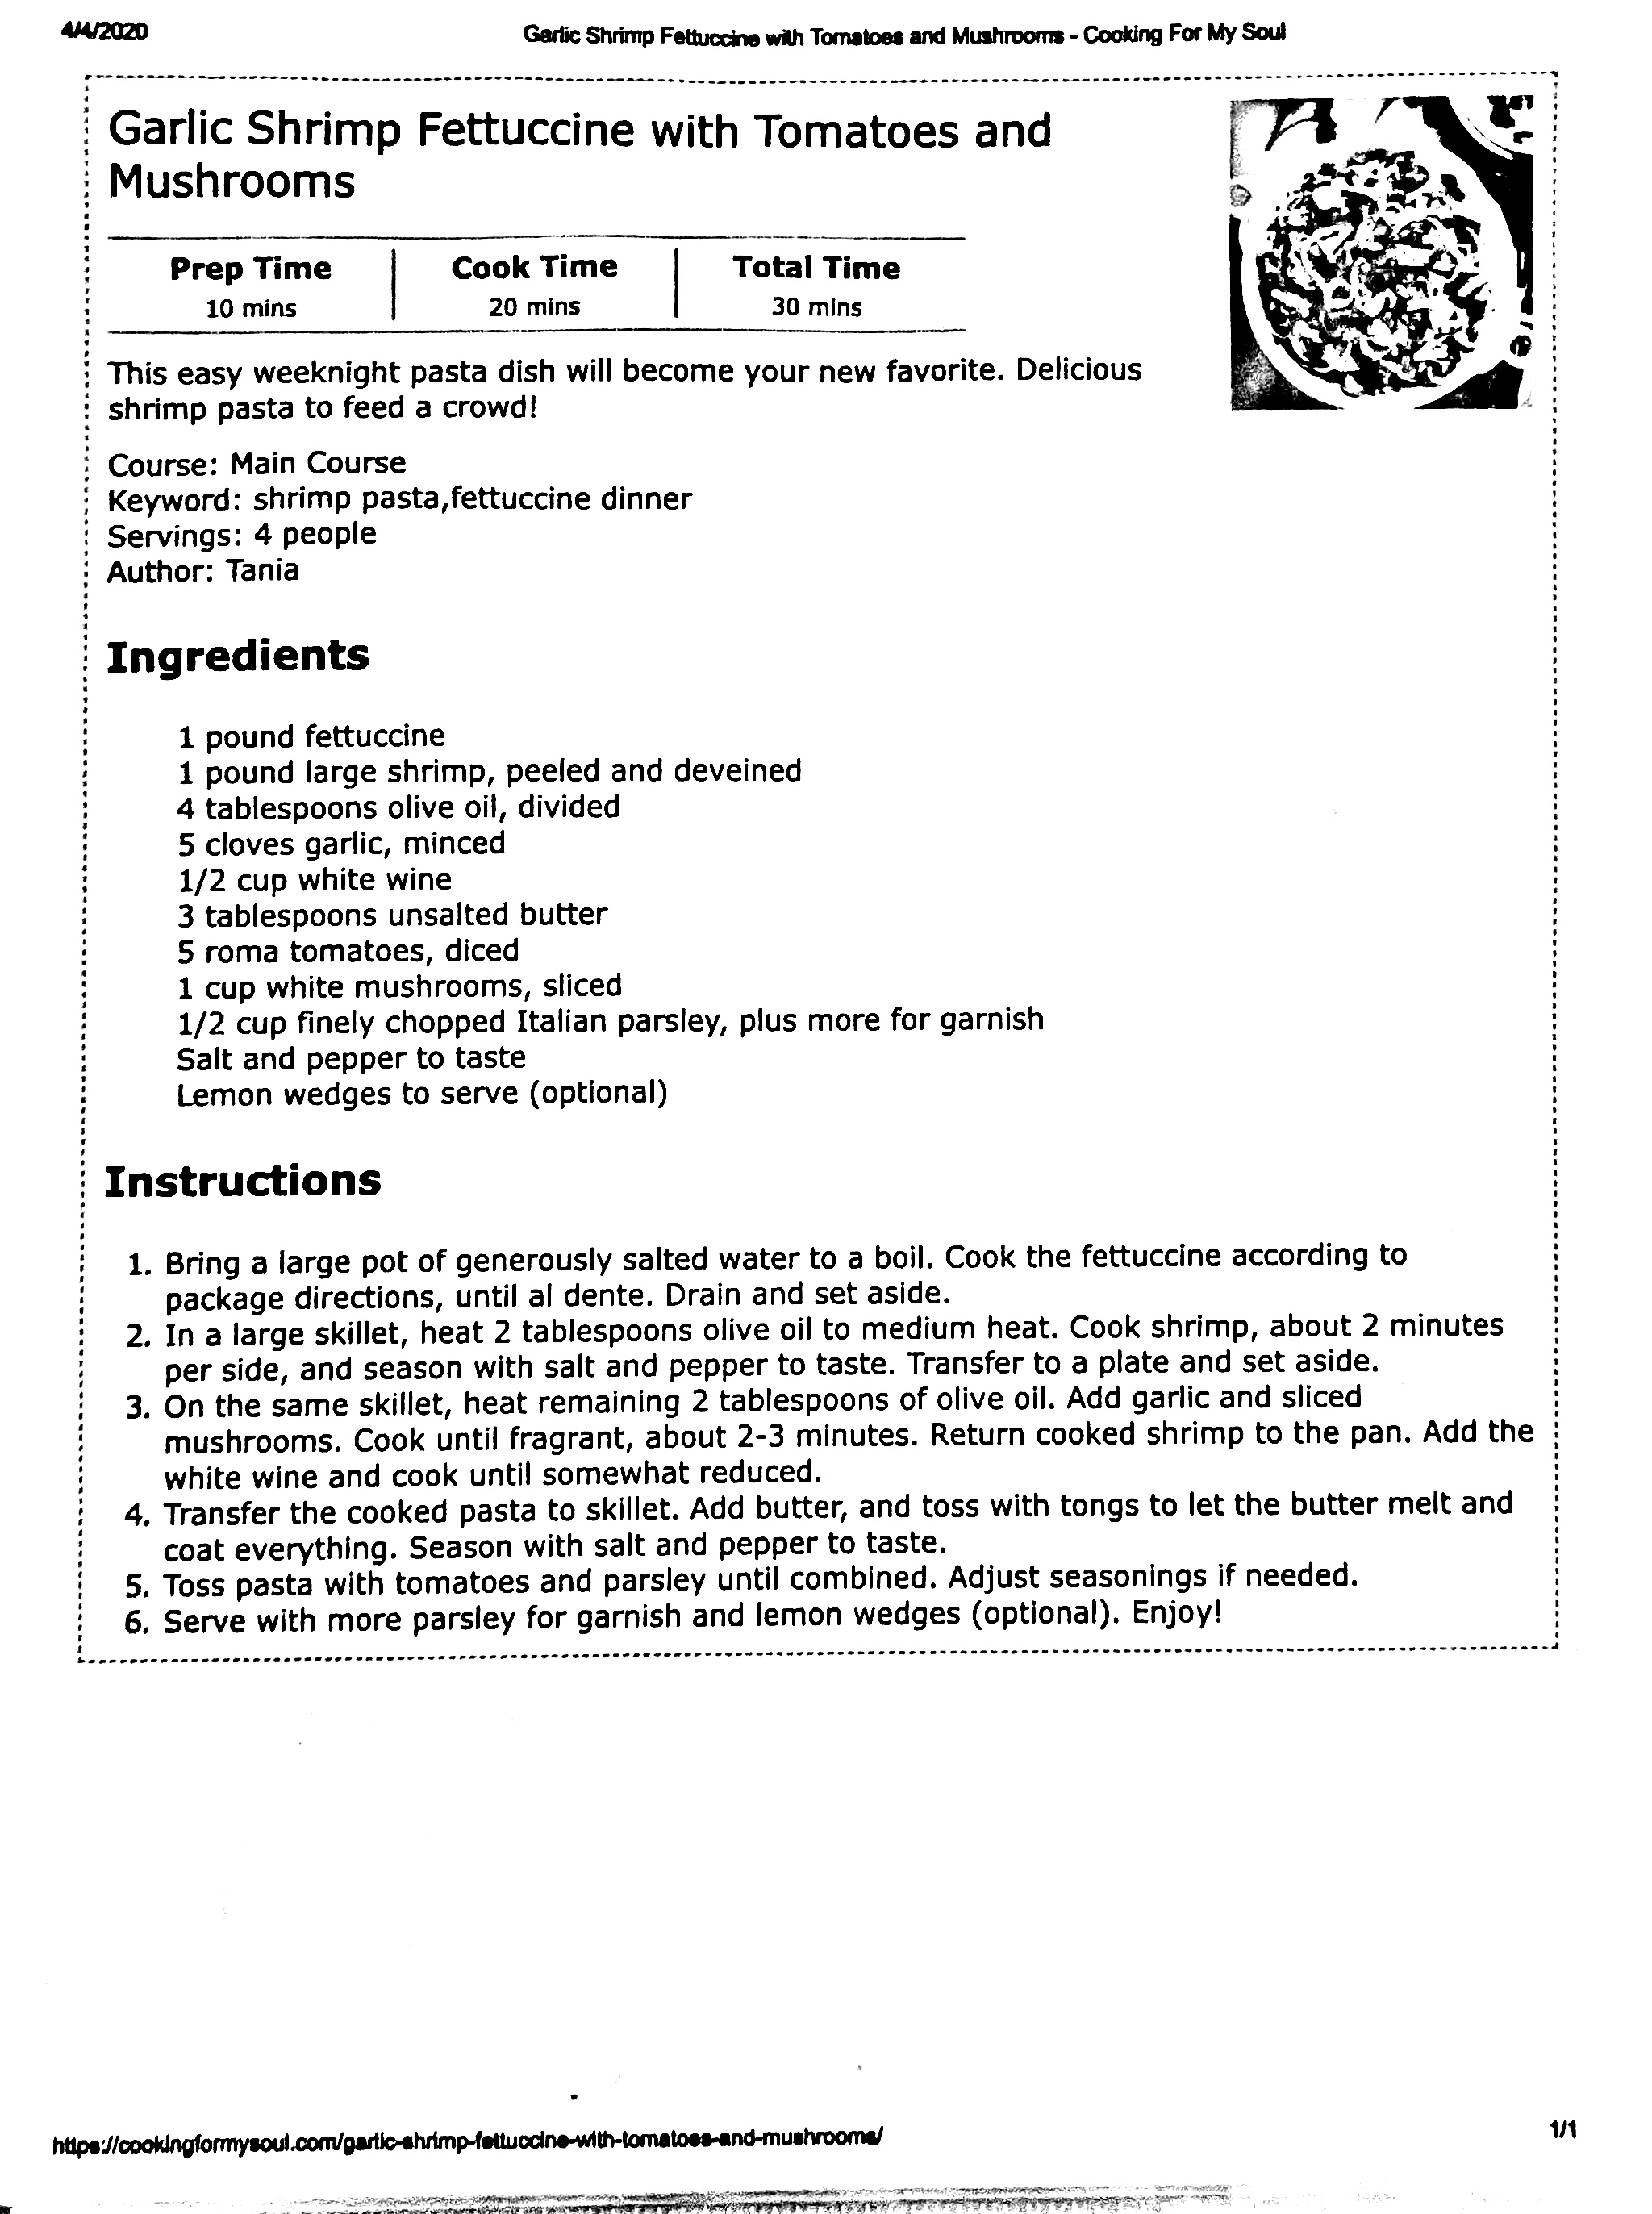 4/4/2020
Garlic Shrimp Fettuccine with Tomatoes and Mushrooms - Cooking For My Soul
Garlic Shrimp Fettuccine with Tomatoes and
Mushrooms
Prep Time
10 mins
Cook Time
20 mins
Total Time
30 mins
This easy weeknight pasta dish will become your new favorite. Delicious
shrimp pasta to feed a crowd!
Course: Main Course
Keyword: shrimp pasta,fettuccine dinner
Servings: 4 people
Author: Tania
Ingredients
1 pound fettuccine
1 pound large shrimp, peeled and deveined
4 tablespoons olive oil, divided
5 cloves garlic, minced
1/2 cup white wine
3 tablespoons unsalted butter
5 roma tomatoes, diced
1 cup white mushrooms, sliced
1/2 cup finely chopped Italian parsley, plus more for garnish
Salt and pepper to taste
Lemon wedges to serve (optional)
Instructions
1. Bring a large pot of generously salted water to a boil. Cook the fettuccine according to
package directions, until al dente. Drain and set aside.
2. In a large skillet, heat 2 tablespoons olive oil to medium heat. Cook shrimp, about 2 minutes
per side, and season with salt and pepper to taste. Transfer to a plate and set aside.
3. On the same skillet, heat remaining 2 tablespoons of olive oil. Add garlic and sliced
mushrooms. Cook until fragrant, about 2-3 minutes. Return cooked shrimp to the pan. Add the
white wine and cook until somewhat reduced.
4. Transfer the cooked pasta to skillet. Add butter, and toss with tongs to let the butter melt and
coat everything. Season with salt and pepper to taste.
5. Toss pasta with tomatoes and parsley until combined. Adjust seasonings if needed.
6. Serve with more parsley for garnish and lemon wedges (optional). Enjoy!
https://cookingformysoul.com/garlic-shrimp-fettuccine-with-tomatoes-and-mushrooms/
1/1